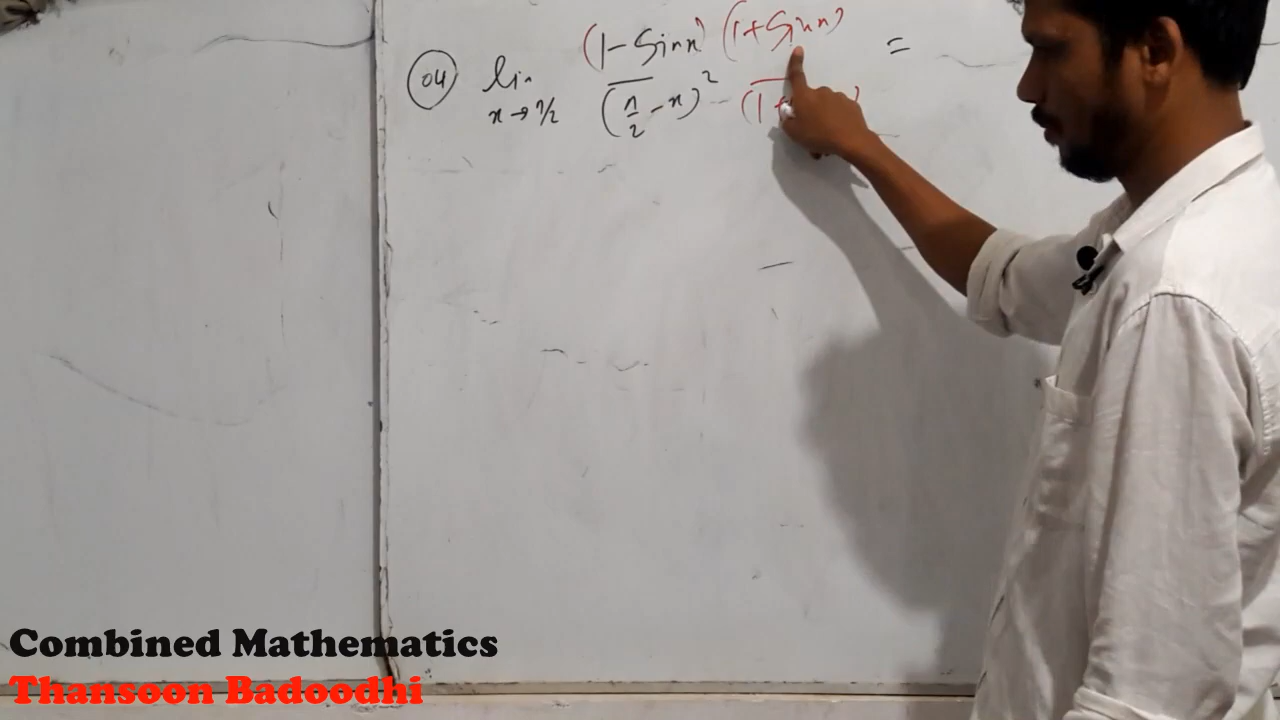 (1-Sinx) (1+Sinx)
04 lim =
x→π/2 (π/2-x)² (1+
Combined Mathematics
Thansoon Badoodhi